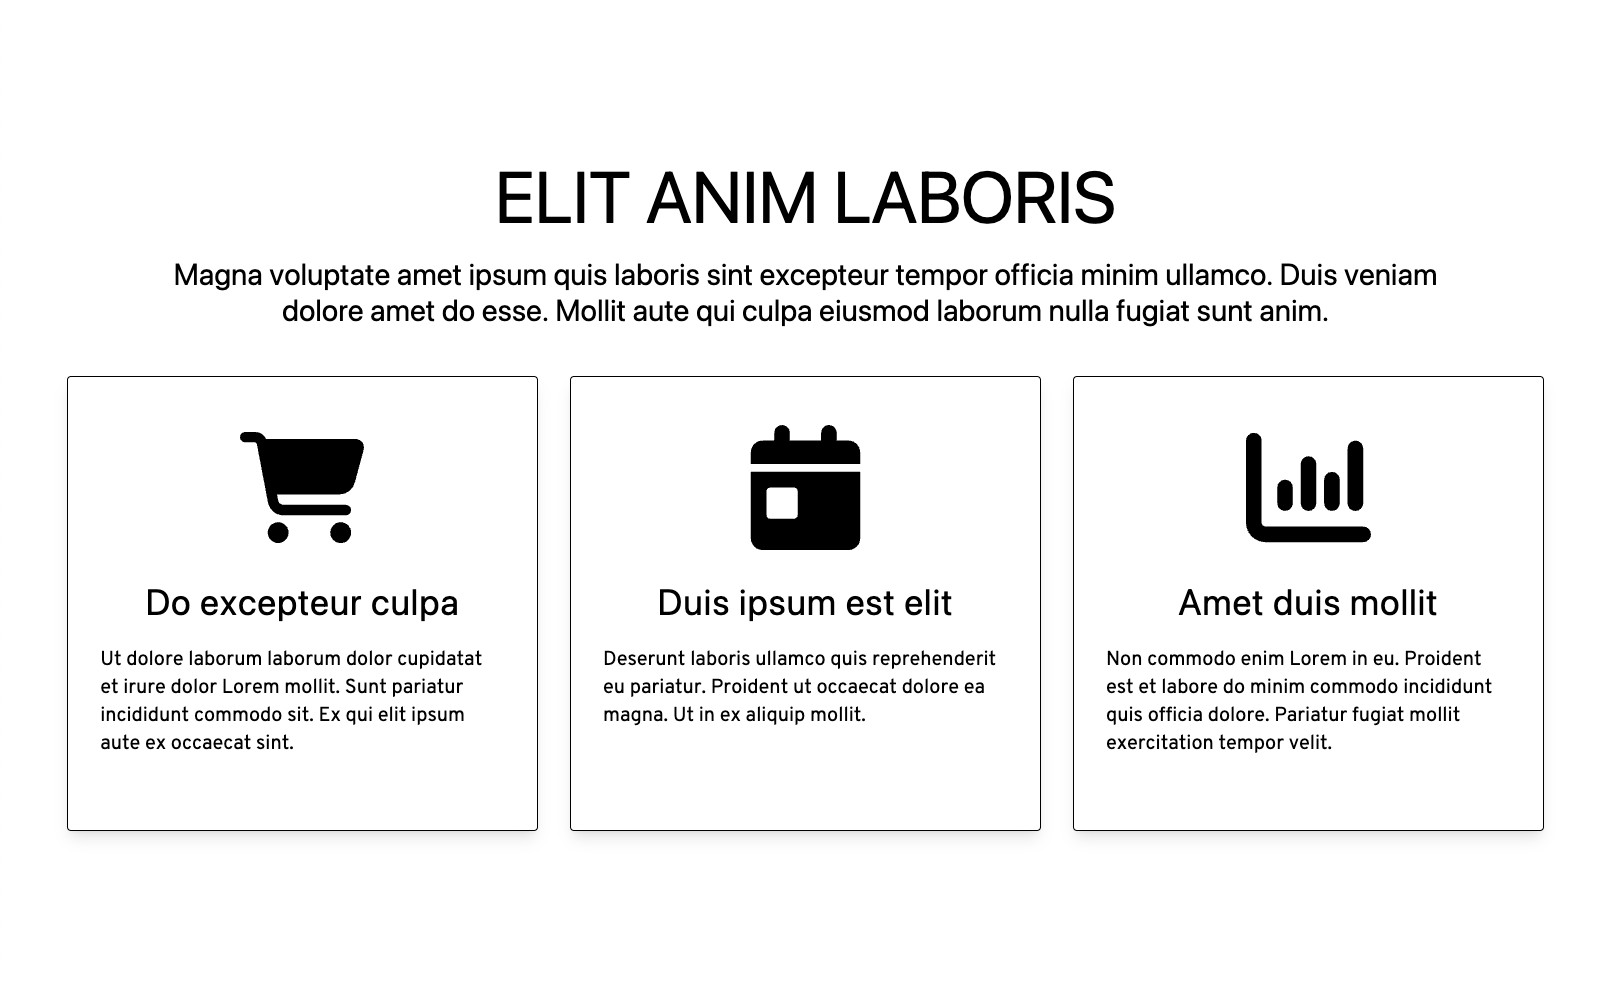 ELIT ANIM LABORIS
Magna voluptate amet ipsum quis laboris sint excepteur tempor officia minim ullamco. Duis veniam
dolore amet do esse. Mollit aute qui culpa eiusmod laborum nulla fugiat sunt anim.
Do excepteur culpa
Ut dolore laborum laborum dolor cupidatat
et irure dolor Lorem mollit. Sunt pariatur
incididunt commodo sit. Ex qui elit ipsum
aute ex occaecat sint.
Duis ipsum est elit
Deserunt laboris ullamco quis reprehenderit
eu pariatur. Proident ut occaecat dolore ea
magna. Ut in ex aliquip mollit.
Amet duis mollit
Non commodo enim Lorem in eu. Proident
est et labore do minim commodo incididunt
quis officia dolore. Pariatur fugiat mollit
exercitation tempor velit.